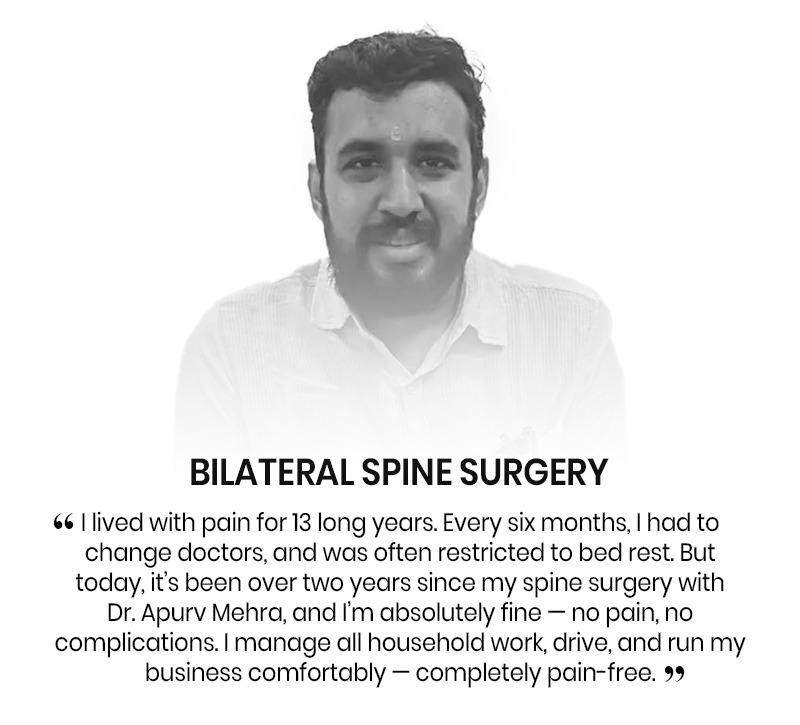 BILATERAL SPINE SURGERY
“ I lived with pain for 13 long years. Every six months, I had to
change doctors, and was often restricted to bed rest. But
today, it’s been over two years since my spine surgery with
Dr. Apurv Mehra, and I’m absolutely fine — no pain, no
complications. I manage all household work, drive, and run my
business comfortably — completely pain-free. ”